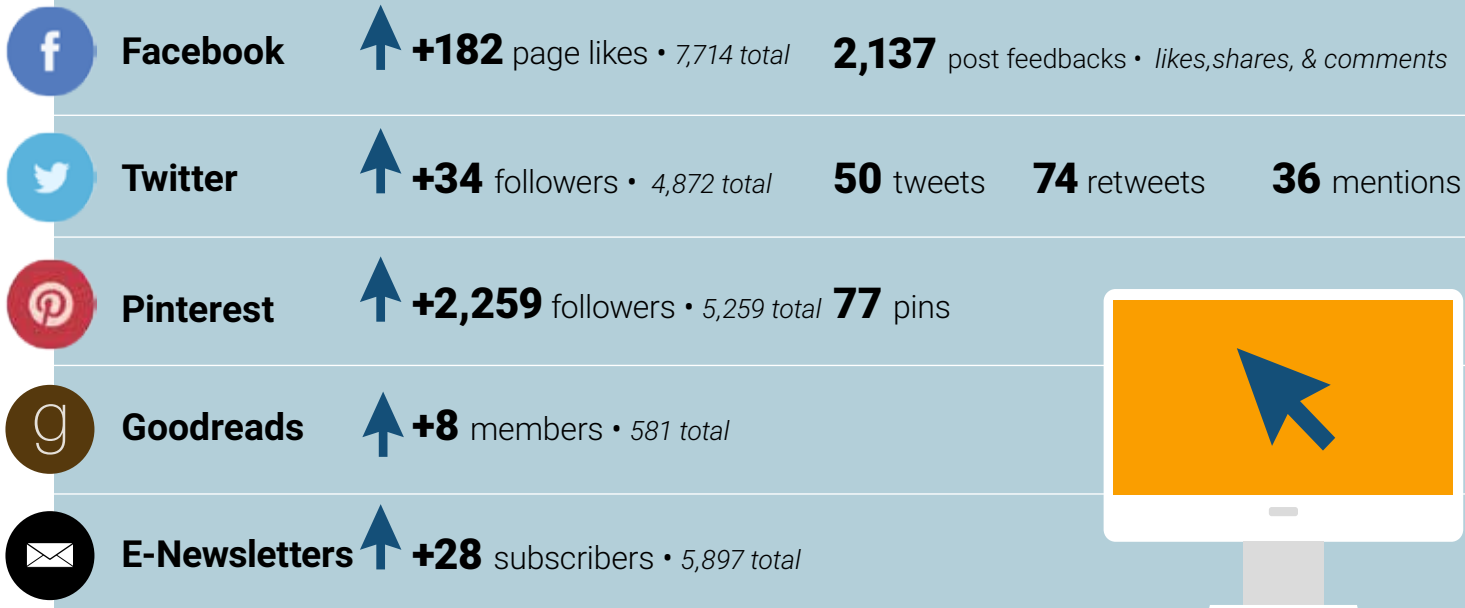 Facebook +182 page likes • 7,714 total 2,137 post feedbacks • likes,shares, & comments
Twitter +34 followers • 4,872 total 50 tweets 74 retweets 36 mentions
Pinterest +2,259 followers • 5,259 total 77 pins
g Goodreads +8 members • 581 total
E-Newsletters +28 subscribers • 5,897 total